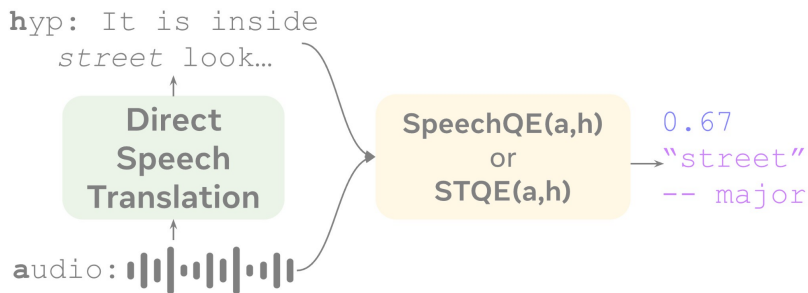 hyp: It is inside
street look…
Direct
Speech
Translation
audio:
SpeechQE(a,h)
or
STQE(a,h)
0.67
“street”
-- major